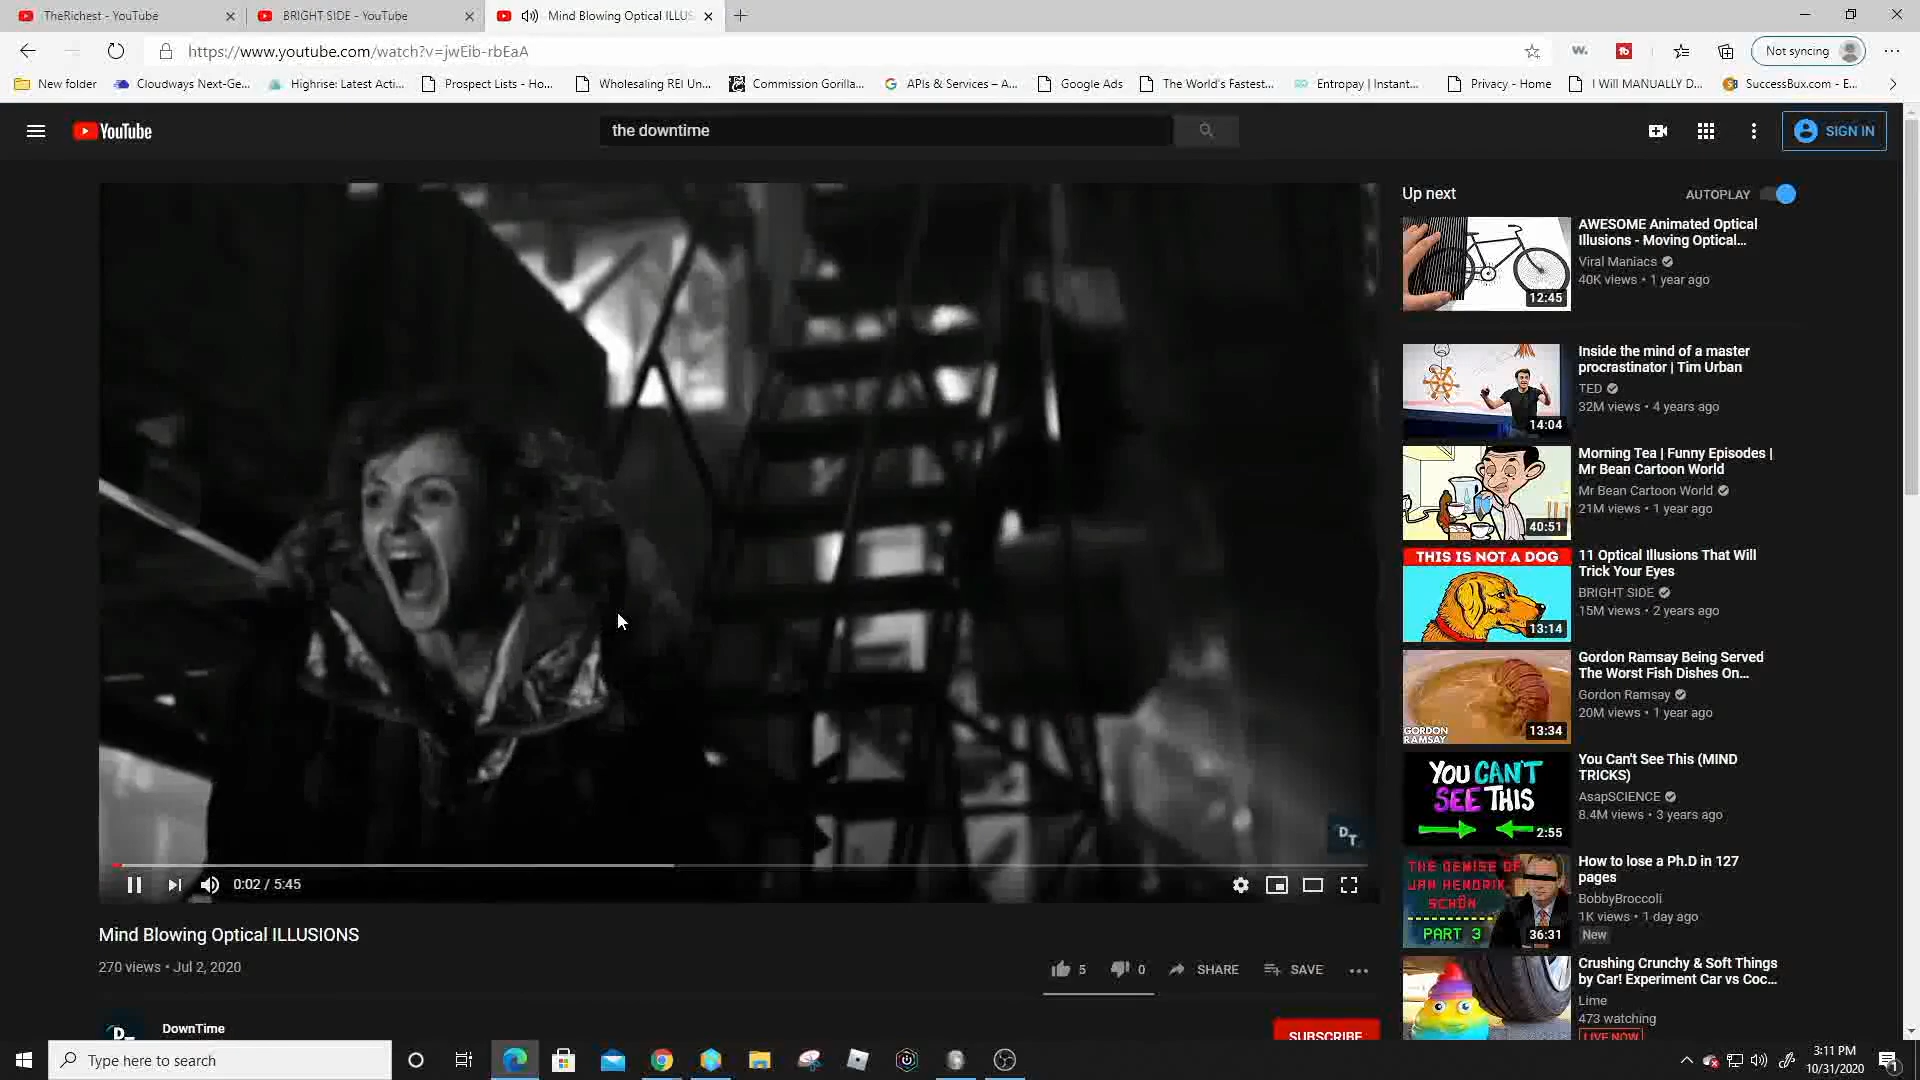 TheRichest - YouTube
BRIGHT SIDE - YouTube
Mind Blowing Optical ILLUS
https://www.youtube.com/watch?v=jwEib-rbEaA
Not syncing
New folder
Cloudways Next-Ge...
Highrise: Latest Acti...
Prospect Lists - Ho...
Wholesaling REI Un...
Commission Gorilla...
APIs & Services – A...
Google Ads
The World's Fastest...
Entropay | Instant...
Privacy - Home
I Will MANUALLY D...
SuccessBux.com - E...
YouTube
the downtime
SIGN IN
Up next
AUTOPLAY
AWESOME Animated Optical
Illusions - Moving Optical...
Viral Maniacs
40K views • 1 year ago
12:45
Inside the mind of a master
procrastinator | Tim Urban
TED
32M views • 4 years ago
14:04
Morning Tea | Funny Episodes |
Mr Bean Cartoon World
Mr Bean Cartoon World
21M views • 1 year ago
40:51
THIS IS NOT A DOG
13:14
11 Optical Illusions That Will
Trick Your Eyes
BRIGHT SIDE
15M views • 2 years ago
GORDON
RAMSAY
13:34
Gordon Ramsay Being Served
The Worst Fish Dishes On...
Gordon Ramsay
20M views • 1 year ago
YOU CAN'T
SEE THIS
2:55
You Can't See This (MIND
TRICKS)
AsapSCIENCE
8.4M views • 3 years ago
THE DEMISE OF
JAN HENDRIK
SCHÖN
PART 3
36:31
How to lose a Ph.D in 127
pages
BobbyBroccoli
1K views • 1 day ago
New
Crushing Crunchy & Soft Things
by Car! Experiment Car vs Coc...
Lime
473 watching
LIVE NOW
DT
0:02 / 5:45
Mind Blowing Optical ILLUSIONS
270 views • Jul 2, 2020
5
0
SHARE
SAVE
DownTime
SUBSCRIBE
Type here to search
3:11 PM
10/31/2020
1